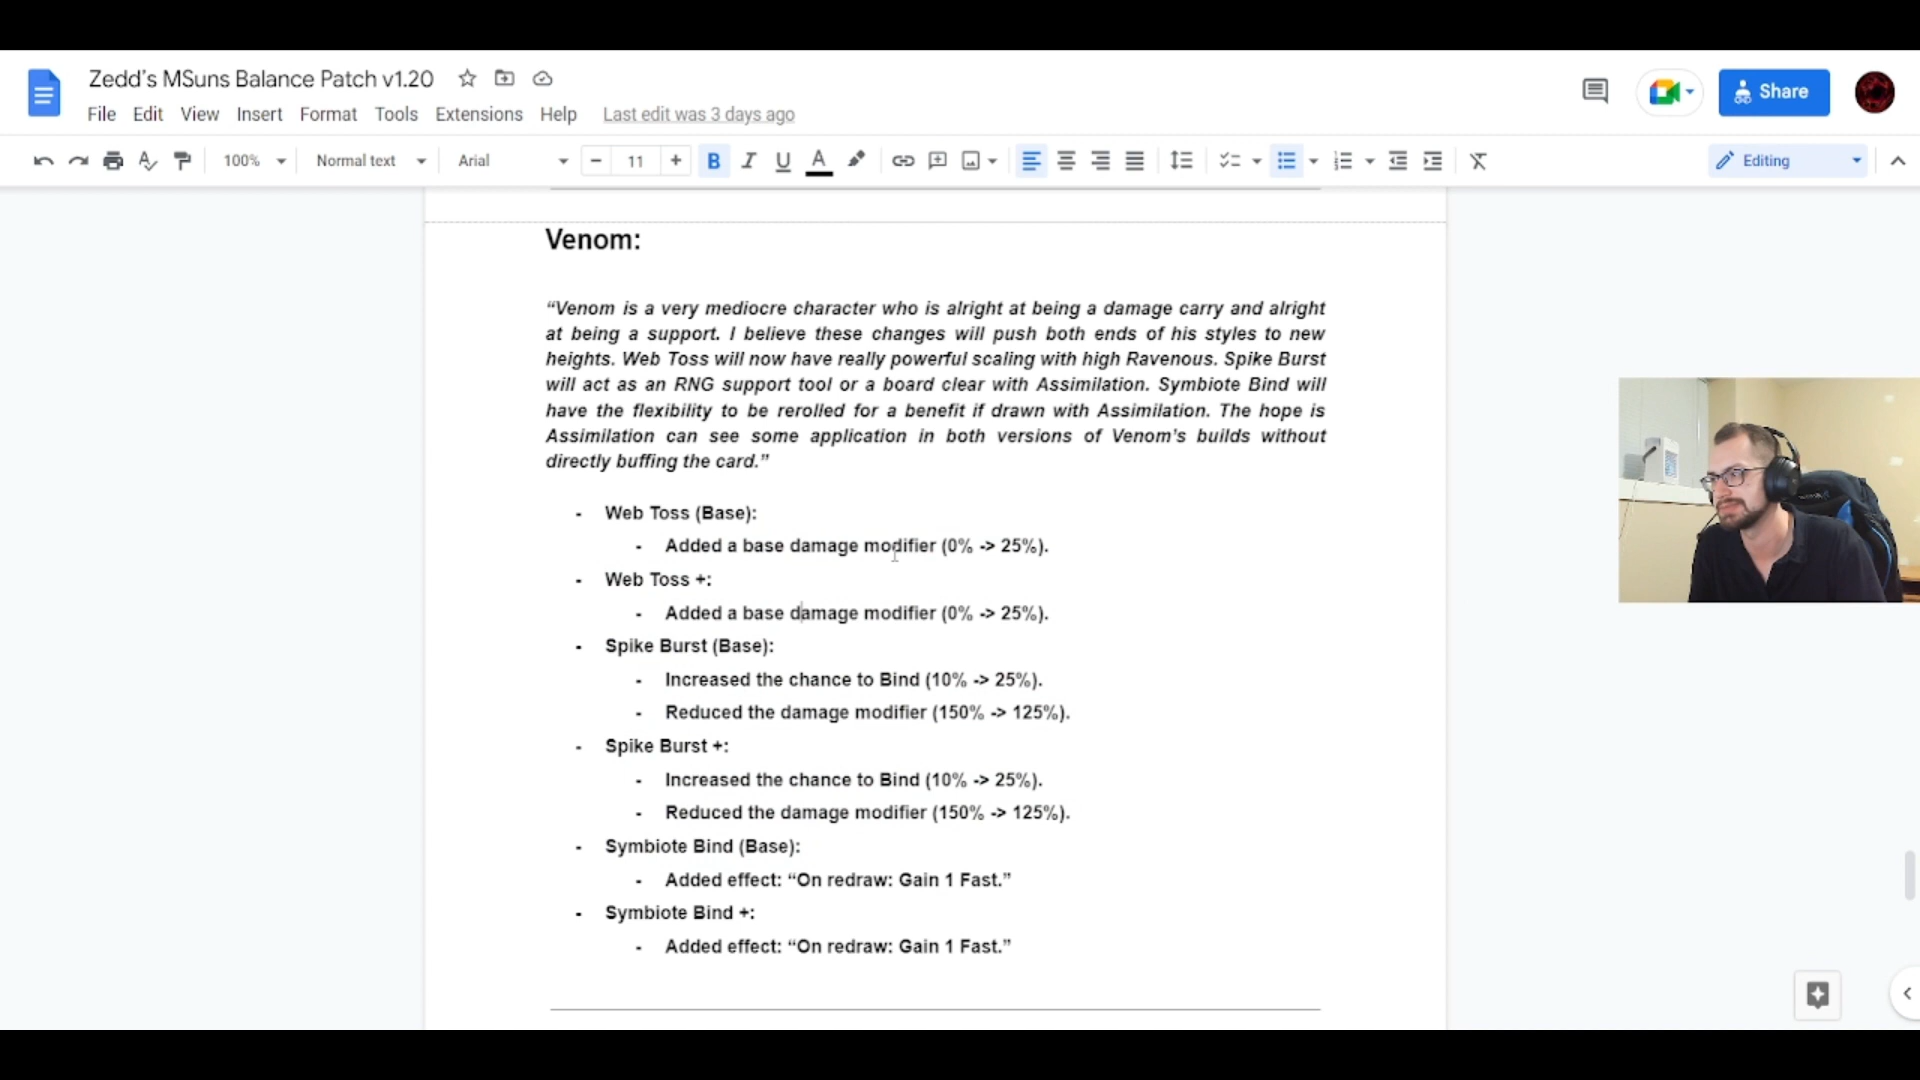 Zedd's MSuns Balance Patch v1.20
File Edit View Insert Format Tools Extensions Help Last edit was 3 days ago
Share
100% Normal text Arial − 11 + B I U A Editing
Venom:
“Venom is a very mediocre character who is alright at being a damage carry and alright
at being a support. I believe these changes will push both ends of his styles to new
heights. Web Toss will now have really powerful scaling with high Ravenous. Spike Burst
will act as an RNG support tool or a board clear with Assimilation. Symbiote Bind will
have the flexibility to be rerolled for a benefit if drawn with Assimilation. The hope is
Assimilation can see some application in both versions of Venom's builds without
directly buffing the card.”
- Web Toss (Base):
- Added a base damage modifier (0% -> 25%).
- Web Toss +:
- Added a base damage modifier (0% -> 25%).
- Spike Burst (Base):
- Increased the chance to Bind (10% -> 25%).
- Reduced the damage modifier (150% -> 125%).
- Spike Burst +:
- Increased the chance to Bind (10% -> 25%).
- Reduced the damage modifier (150% -> 125%).
- Symbiote Bind (Base):
- Added effect: “On redraw: Gain 1 Fast.”
- Symbiote Bind +:
- Added effect: “On redraw: Gain 1 Fast.”